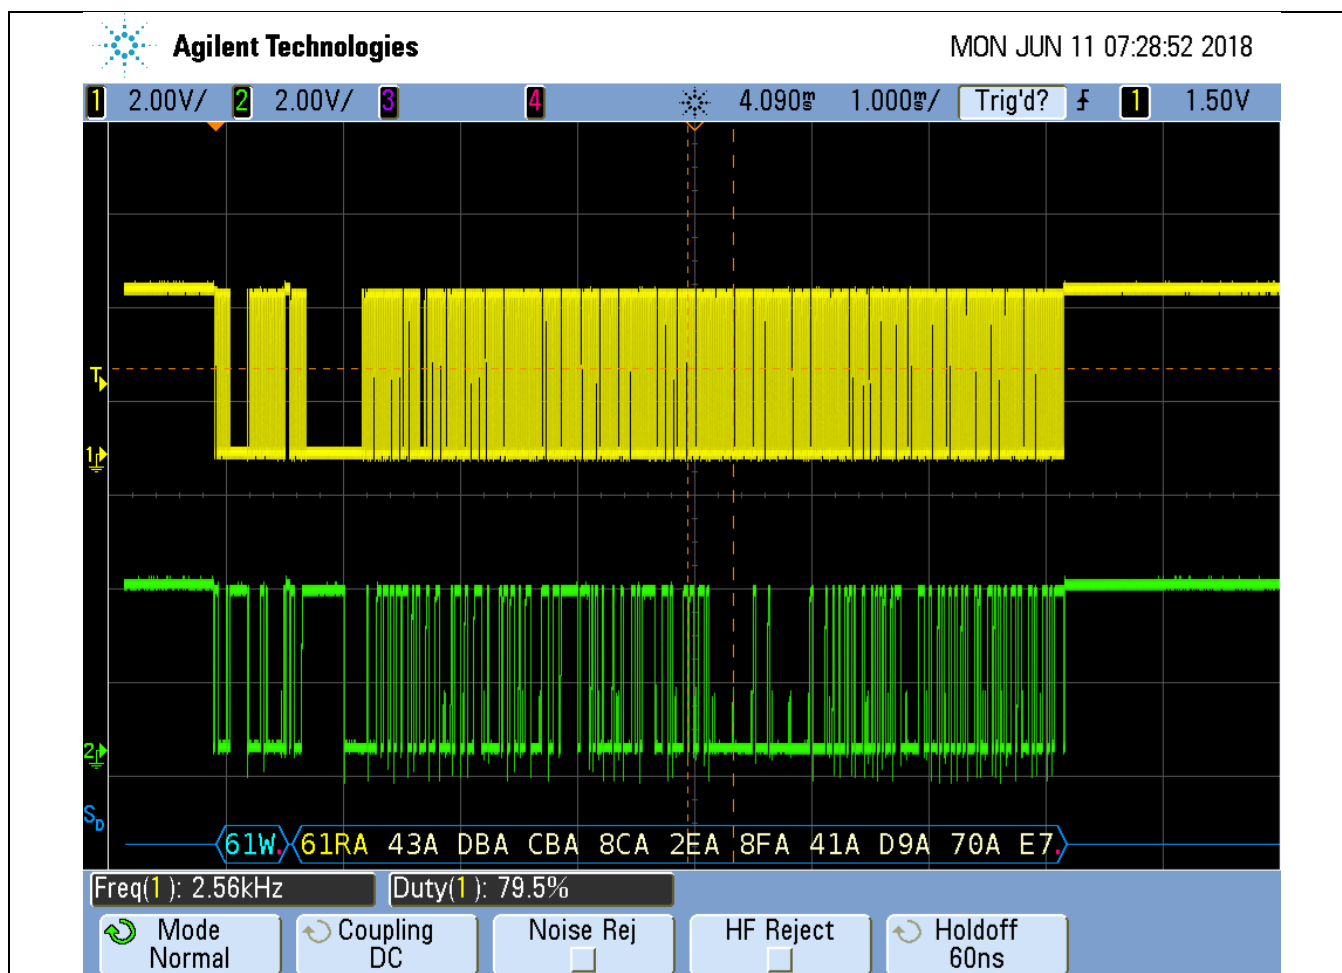 Agilent Technologies MON JUN 11 07:28:52 2018
1 2.00V/ 2 2.00V/ 3 4 4.090ms 1.000ms/ Trig'd? 1 1.50V
T
1
2
SD
61W. 61RA 43A DBA CBA 8CA 2EA 8FA 41A D9A 70A E7.
Freq(1): 2.56kHz Duty(1): 79.5%
Mode Coupling Noise Rej HF Reject Holdoff
Normal DC 60ns